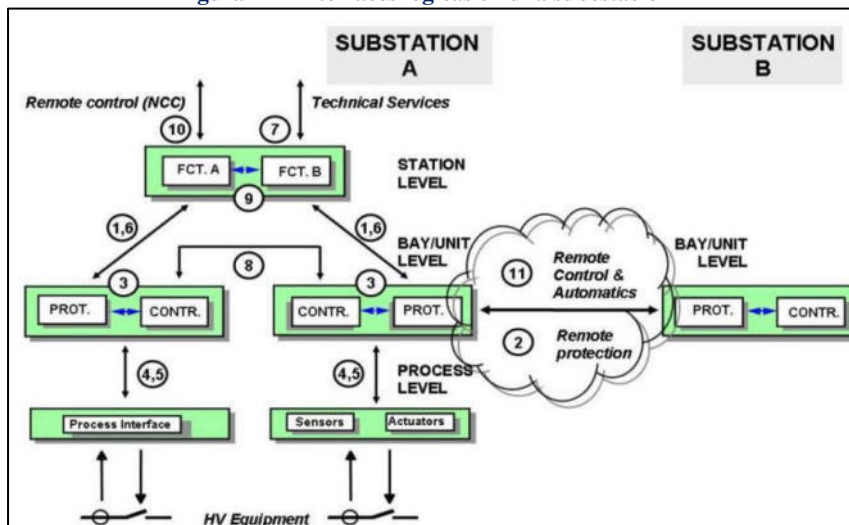 SUBSTATION A
SUBSTATION B
Remote control (NCC)
Technical Services
10
7
FCT. A
FCT. B
STATION LEVEL
9
1,6
1,6
BAY/UNIT LEVEL
BAY/UNIT LEVEL
8
11
Remote Control & Automatics
3
3
PROT.
CONTR.
CONTR.
PROT.
PROT.
CONTR.
2
Remote protection
4,5
4,5
PROCESS LEVEL
Process Interface
Sensors
Actuators
HV Equipment